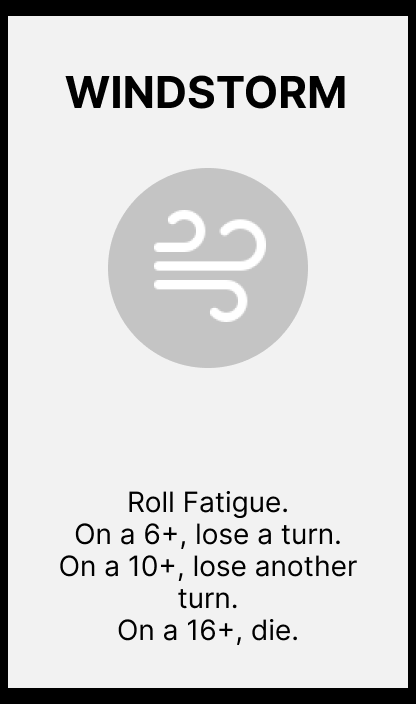 WINDSTORM
Roll Fatigue.
On a 6+, lose a turn.
On a 10+, lose another
turn.
On a 16+, die.